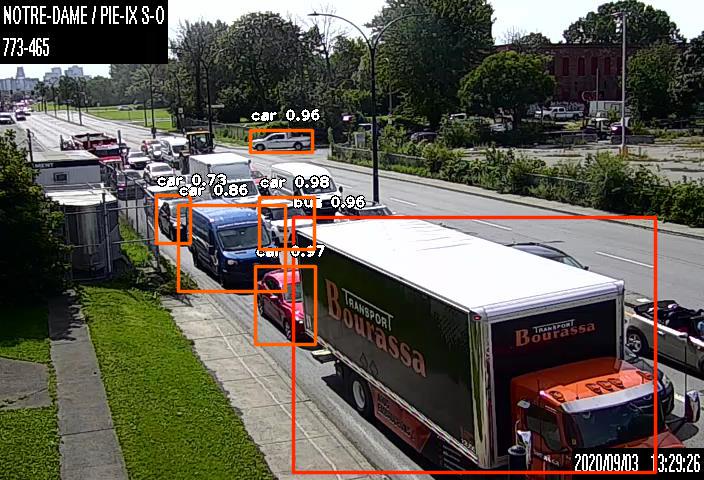 NOTRE-DAME / PIE-IX S-O
773-465
car 0.96
car 0.73
car 0.86
car 0.98
bus 0.96
car 0.97
MENT
TRANSPORT
Bourassa
TRANSPORT
Bourassa
2020/09/03 13:29:26